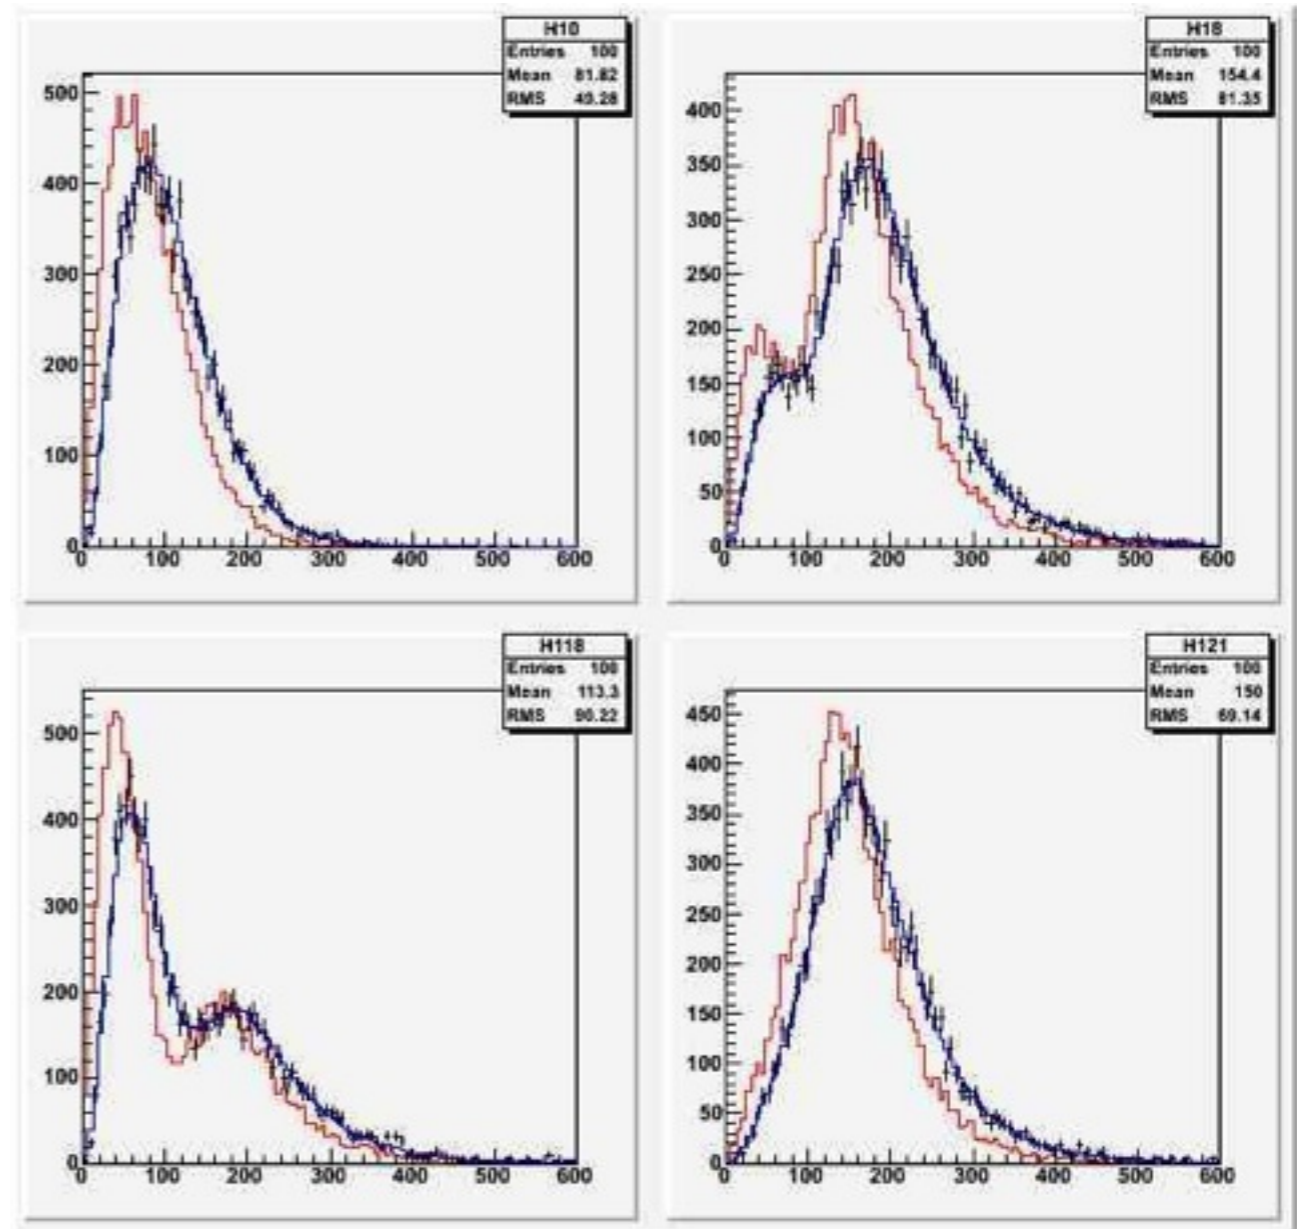 H10
Entries 100
Mean 81.82
RMS 49.28
500
400
300
200
100
0
0 100 200 300 400 500 600
H18
Entries 100
Mean 154.4
RMS 81.35
400
350
300
250
200
150
100
50
0
0 100 200 300 400 500 600
H118
Entries 100
Mean 113.3
RMS 90.22
500
400
300
200
100
0
0 100 200 300 400 500 600
H121
Entries 100
Mean 150
RMS 69.14
450
400
350
300
250
200
150
100
50
0
0 100 200 300 400 500 600